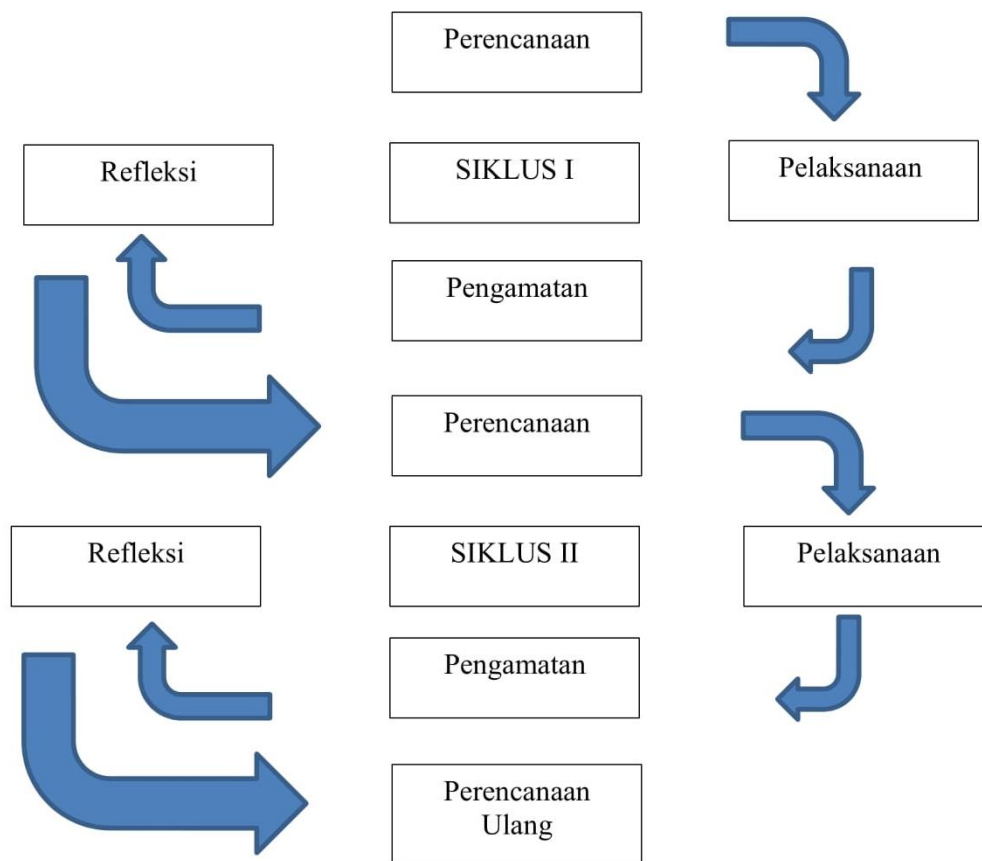 Perencanaan
Refleksi
SIKLUS I
Pelaksanaan
Pengamatan
Perencanaan
Refleksi
SIKLUS II
Pelaksanaan
Pengamatan
Perencanaan
Ulang